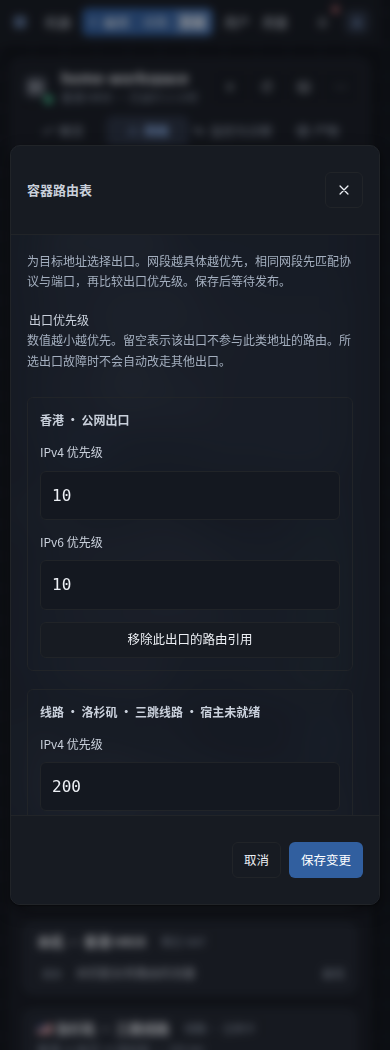 容器路由表
为目标地址选择出口。网段越具体越优先，相同网段先匹配协
议与端口，再比较出口优先级。保存后等待发布。
出口优先级
数值越小越优先。留空表示该出口不参与此类地址的路由。所
选出口故障时不会自动改走其他出口。
香港 · 公网出口
IPv4 优先级
10
IPv6 优先级
10
移除此出口的路由引用
线路 · 洛杉矶 · 三跳线路 · 宿主未就绪
IPv4 优先级
200
取消 保存变更